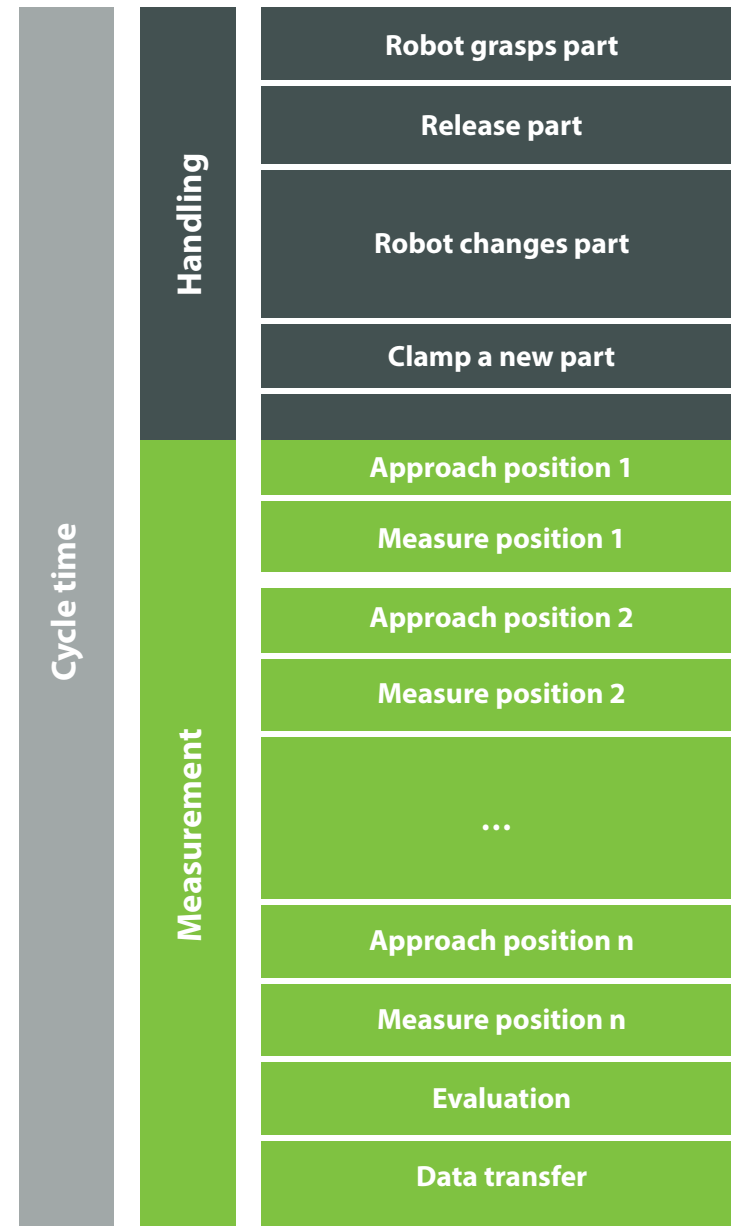 Cycle time
Handling
Robot grasps part
Release part
Robot changes part
Clamp a new part
Measurement
Approach position 1
Measure position 1
Approach position 2
Measure position 2
...
Approach position n
Measure position n
Evaluation
Data transfer